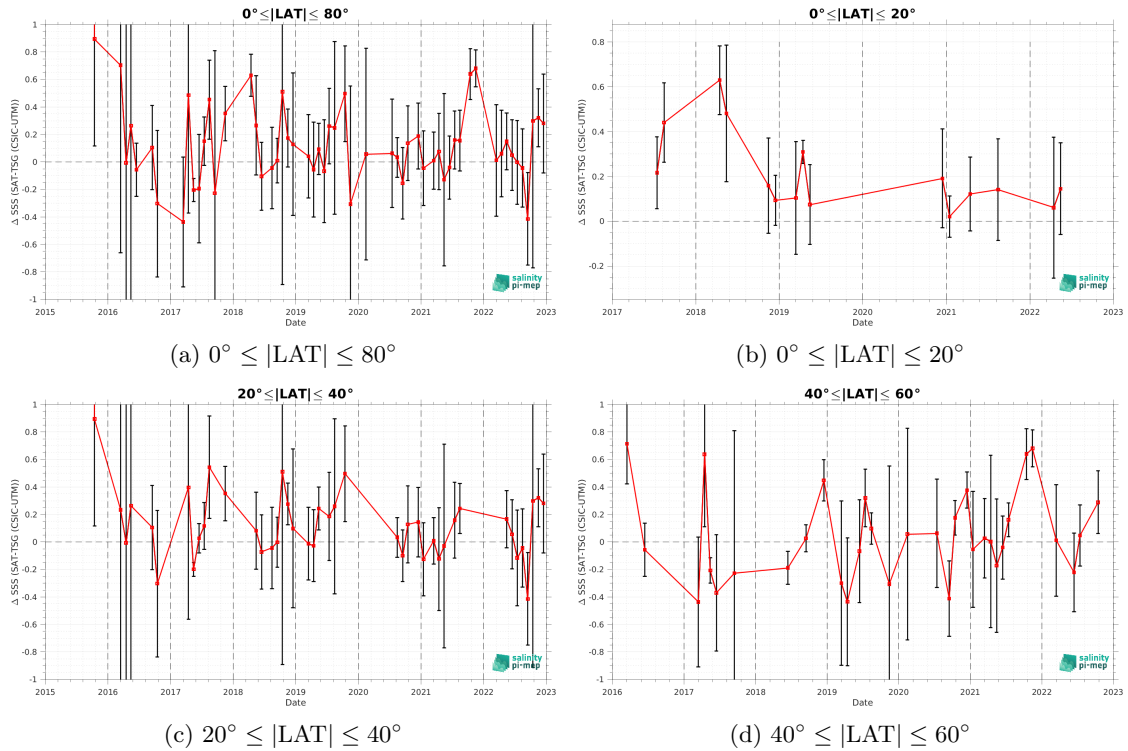 0°≤|LAT|≤ 80°
Δ SSS (SAT-TSG (CSIC-UTM))
1
0.8
0.6
0.4
0.2
0
-0.2
-0.4
-0.6
-0.8
-1
salinity
pi-mep
2015 2016 2017 2018 2019 2020 2021 2022 2023
Date
(a) 0° ≤ |LAT| ≤ 80°
0°≤|LAT|≤ 20°
Δ SSS (SAT-TSG (CSIC-UTM))
0.8
0.6
0.4
0.2
0
-0.2
salinity
pi-mep
2017 2018 2019 2020 2021 2022 2023
Date
(b) 0° ≤ |LAT| ≤ 20°
20°≤|LAT|≤ 40°
Δ SSS (SAT-TSG (CSIC-UTM))
1
0.8
0.6
0.4
0.2
0
-0.2
-0.4
-0.6
-0.8
-1
salinity
pi-mep
2015 2016 2017 2018 2019 2020 2021 2022 2023
Date
(c) 20° ≤ |LAT| ≤ 40°
40°≤|LAT|≤ 60°
Δ SSS (SAT-TSG (CSIC-UTM))
1
0.8
0.6
0.4
0.2
0
-0.2
-0.4
-0.6
-0.8
-1
salinity
pi-mep
2016 2017 2018 2019 2020 2021 2022 2023
Date
(d) 40° ≤ |LAT| ≤ 60°